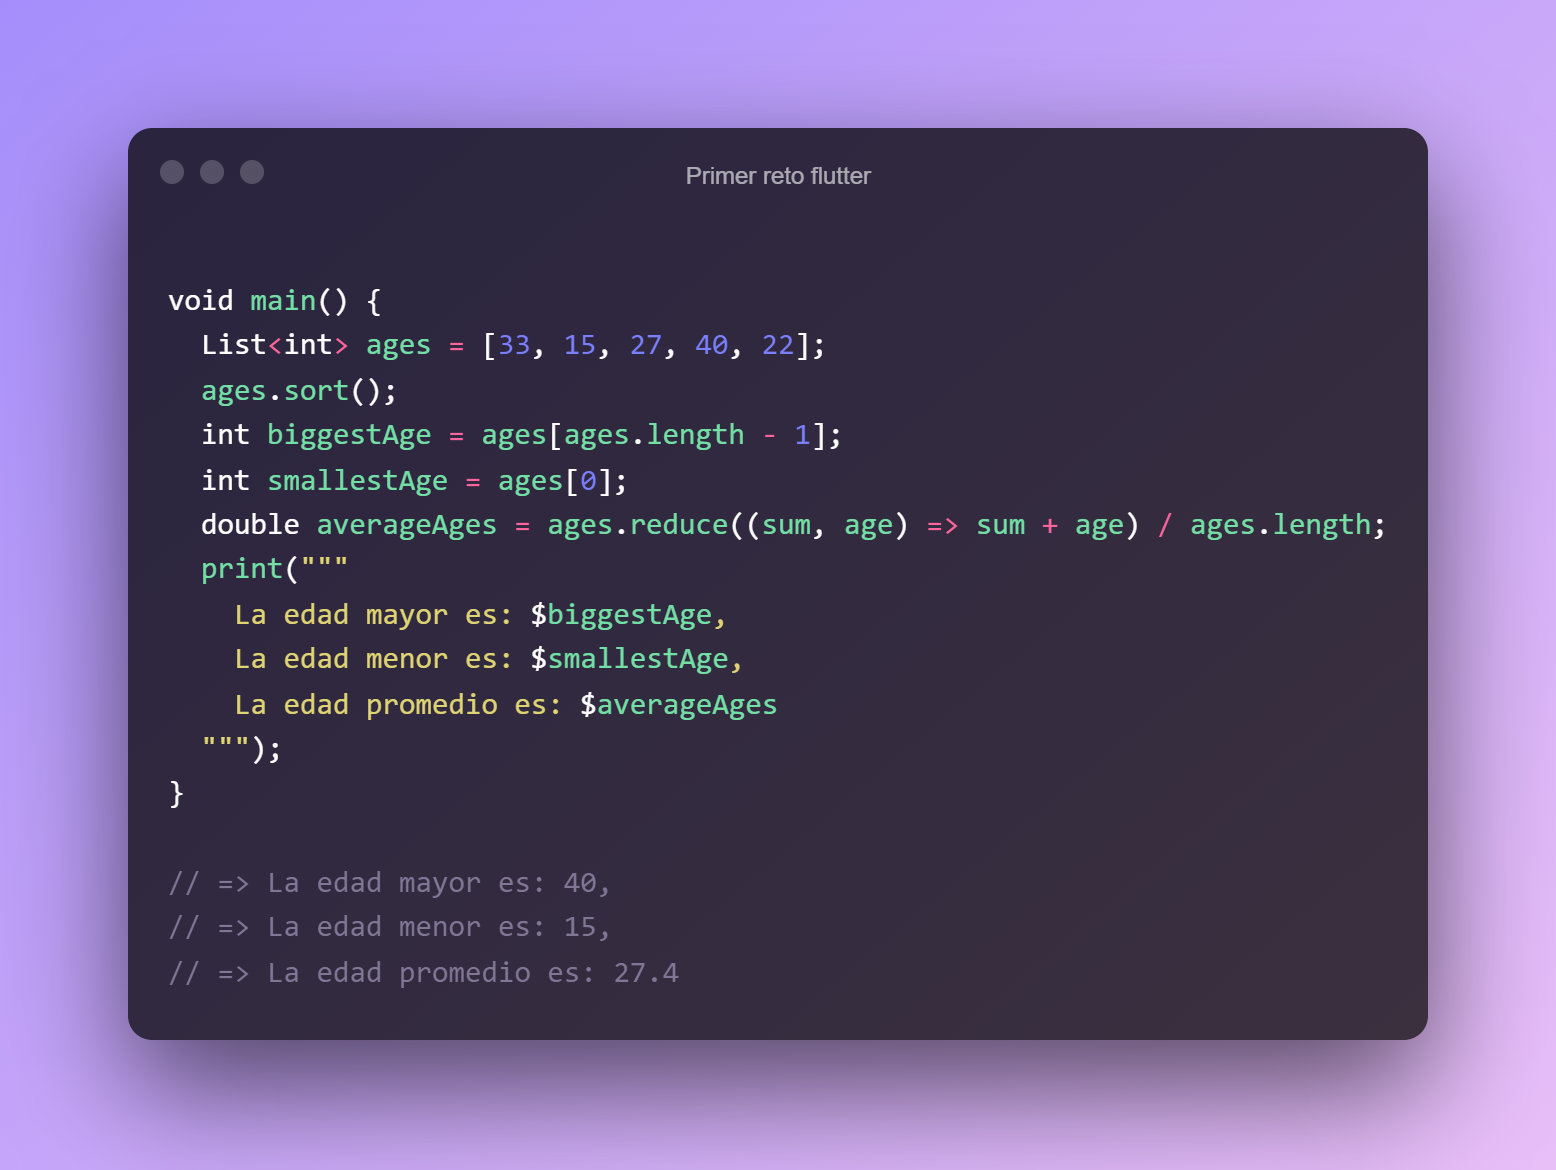 Primer reto flutter
void main() {
  List<int> ages = [33, 15, 27, 40, 22];
  ages.sort();
  int biggestAge = ages[ages.length - 1];
  int smallestAge = ages[0];
  double averageAges = ages.reduce((sum, age) => sum + age) / ages.length;
  print("""
    La edad mayor es: $biggestAge,
    La edad menor es: $smallestAge,
    La edad promedio es: $averageAges
  """);
}
// => La edad mayor es: 40,
// => La edad menor es: 15,
// => La edad promedio es: 27.4